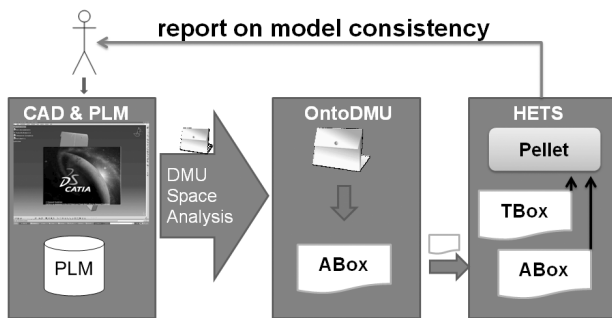 report on model consistency
CAD & PLM
OntoDMU
HETS
DS
CATIA
PLM
DMU
Space
Analysis
ABox
Pellet
TBox
ABox